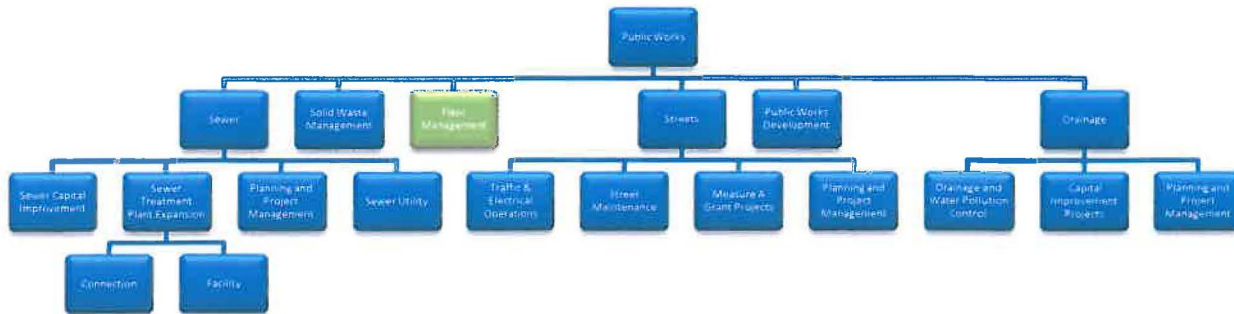 Public Works
Sewer
Solid Waste
Management
Fleet
Management
Streets
Public Works
Development
Drainage
Sewer Capital
Improvement
Sewer
Treatment
Plant Expansion
Planning and
Project
Management
Sewer Utility
Traffic &
Electrical
Operations
Street
Maintenance
Measure A
Grant Projects
Planning and
Project
Management
Drainage and
Water Pollution
Control
Capital
Improvement
Projects
Planning and
Project
Management
Connection
Facility